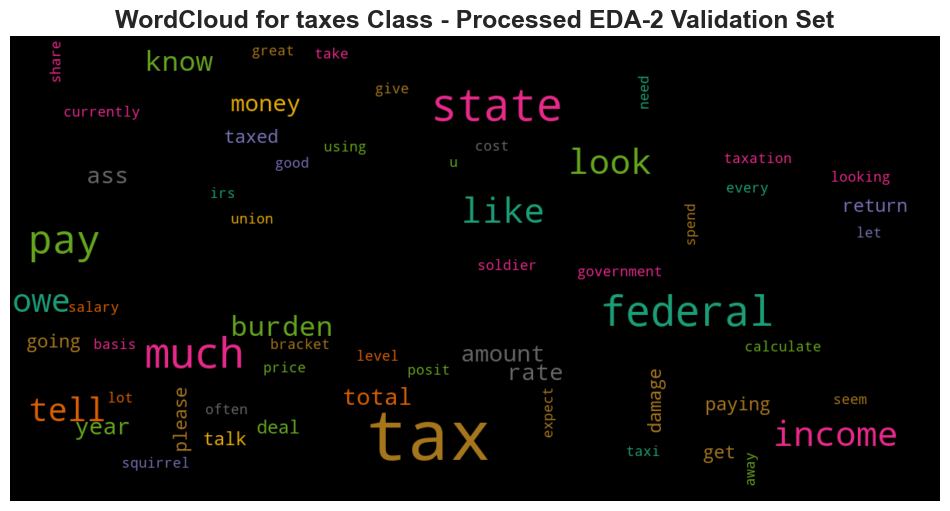 WordCloud for taxes Class - Processed EDA-2 Validation Set
share
know
great
take
currently
money
give
state
need
taxed
using
cost
good
u
look
taxation
looking
ass
irs
every
return
union
like
spend
let
pay
soldier
government
owe
salary
federal
going
basis
burden
bracket
much
level
amount
calculate
price
posit
rate
tell
lot
total
often
please
year
talk
deal
expect
damage
paying
seem
tax
income
squirrel
taxi
get
away